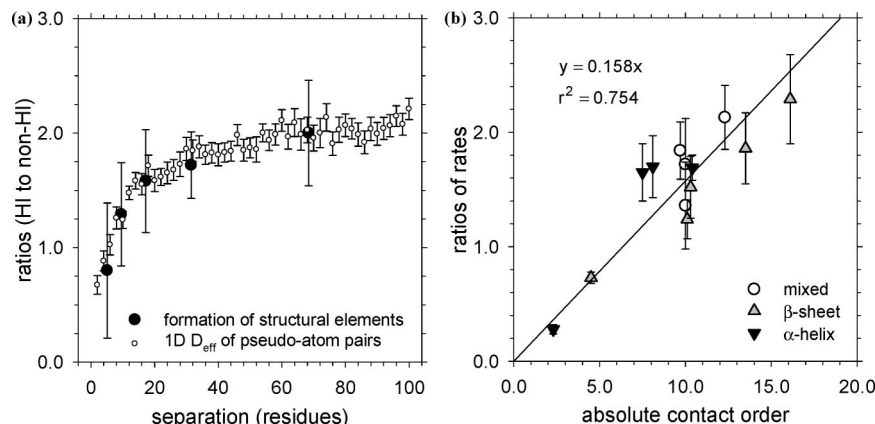 (a)
3.0
2.0
1.0
0.0
ratios (HI to non-HI)
formation of structural elements
1D D_eff of pseudo-atom pairs
0 20 40 60 80 100
separation (residues)
(b)
3.0
2.0
1.0
0.0
ratios of rates
y = 0.158x
r² = 0.754
mixed
β-sheet
α-helix
0.0 5.0 10.0 15.0 20.0
absolute contact order